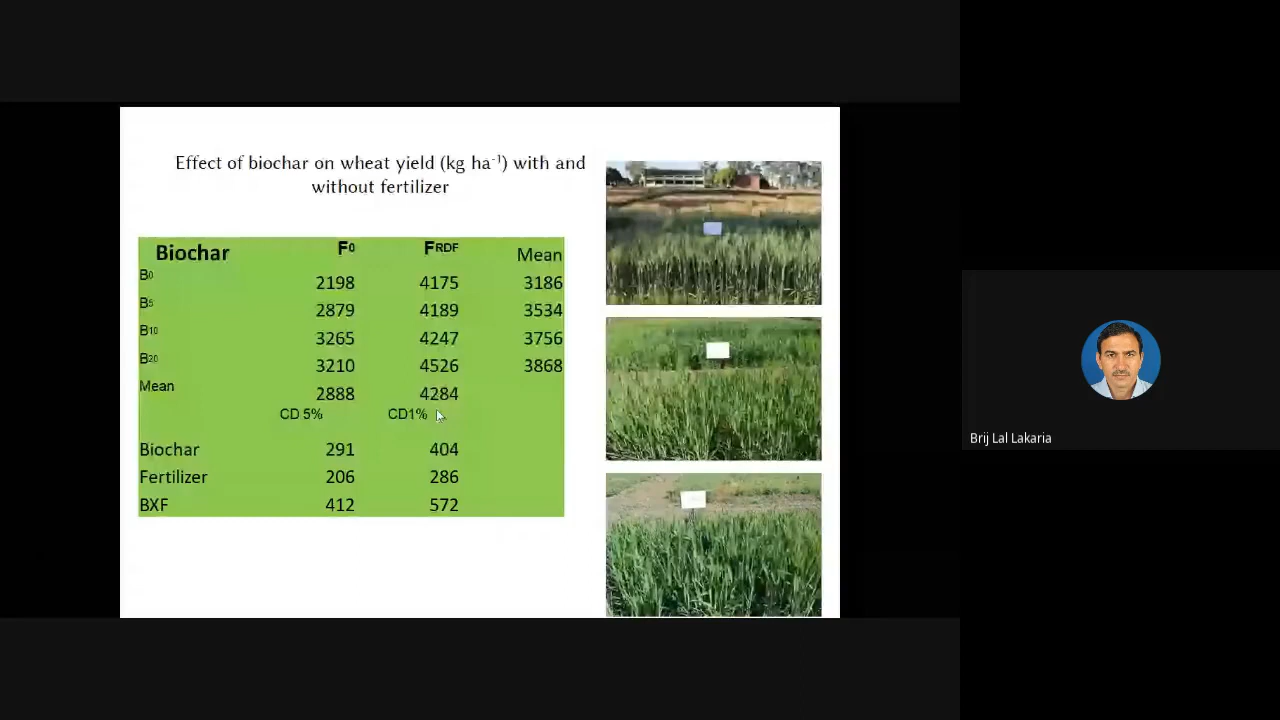 Effect of biochar on wheat yield (kg ha⁻¹) with and
without fertilizer
Biochar F0 FRDF Mean
B0 2198 4175 3186
B5 2879 4189 3534
B10 3265 4247 3756
B20 3210 4526 3868
Mean 2888 4284
CD 5% CD1%
Biochar 291 404
Fertilizer 206 286
BXF 412 572
Brij Lal Lakaria